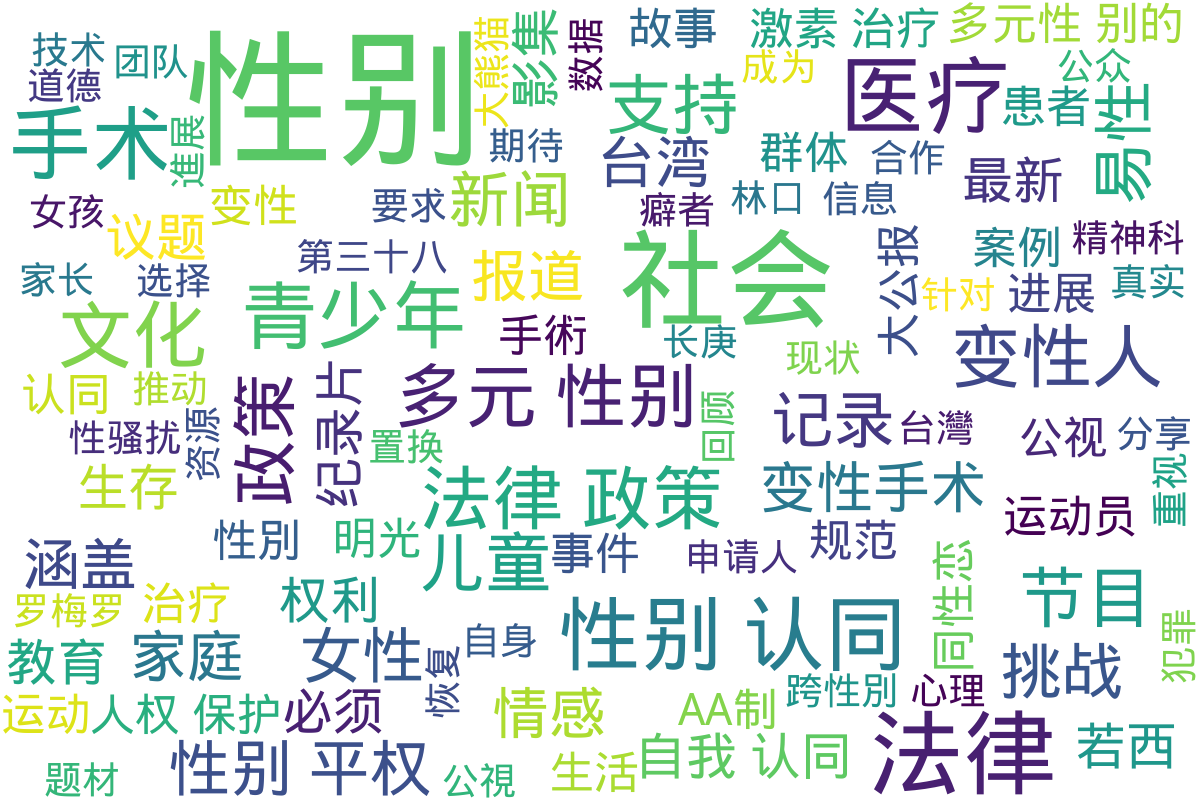 技术
团队
道德
手术
进展
性别
大熊猫
影集
数据
故事
激素 治疗
多元性 别的
成为
公众
支持
医疗
患者
易性
期待
台湾
群体
合作
最新
女孩
变性
要求
新闻
癖者
林口
信息
议题
第三十八
报道
社会
大公报
案例
精神科
家长
选择
针对
进展
真实
文化
青少年
手術
长庚
现状
变性人
认同
推动
政策
纪录片
多元 性别
回顾
记录
台灣
公视
分享
性骚扰
资源
置换
生存
法律 政策
变性手术
重视
运动员
性別
明光
儿童
事件
申请人
规范
涵盖
同性恋
节目
罗梅罗
治疗
权利
性别 认同
犯罪
教育
家庭
女性
恢复
自身
挑战
跨性別
心理
运动
人权 保护
必须
情感
AA制
法律
若西
性别 平权
自我 认同
题材
公視
生活